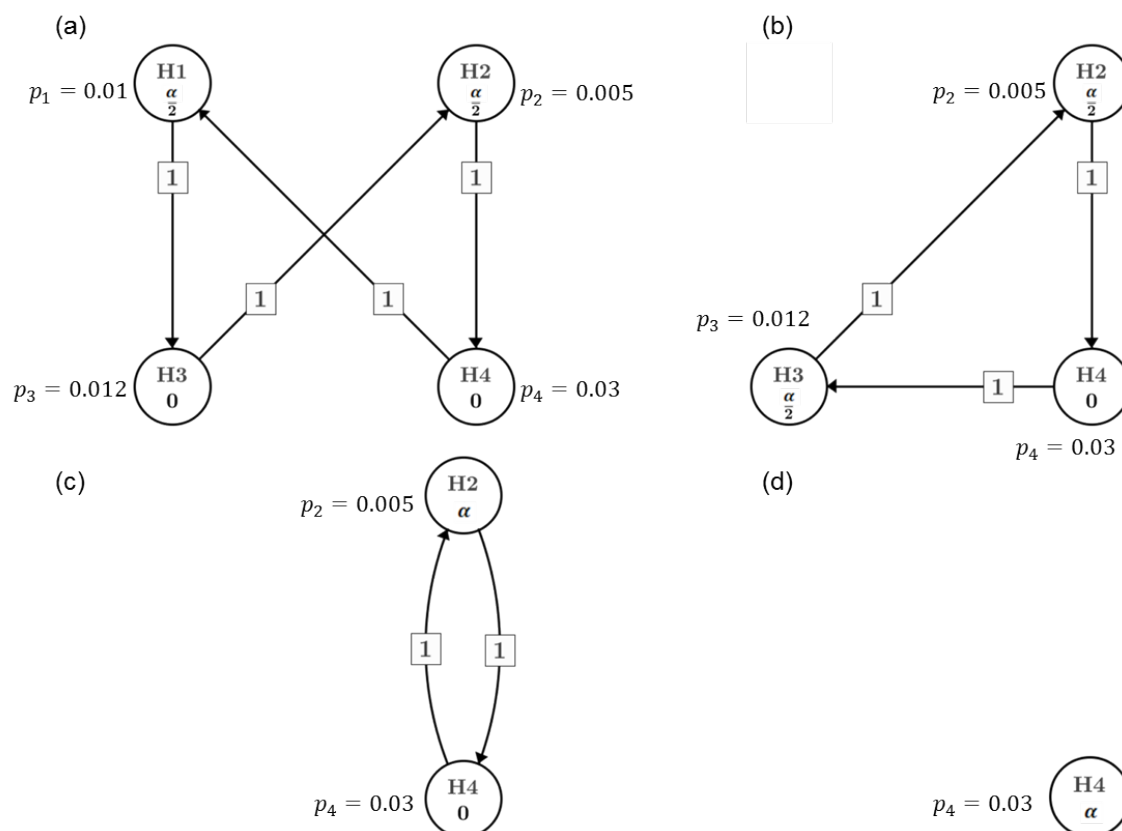 (a)
H1
α/2
p₁ = 0.01
H2
α/2
p₂ = 0.005
1
1
1
1
H3
0
p₃ = 0.012
H4
0
p₄ = 0.03
(b)
H2
α/2
p₂ = 0.005
1
1
p₃ = 0.012
H3
α/2
1
H4
0
p₄ = 0.03
(c)
H2
α
p₂ = 0.005
1
1
H4
0
p₄ = 0.03
(d)
H4
α
p₄ = 0.03